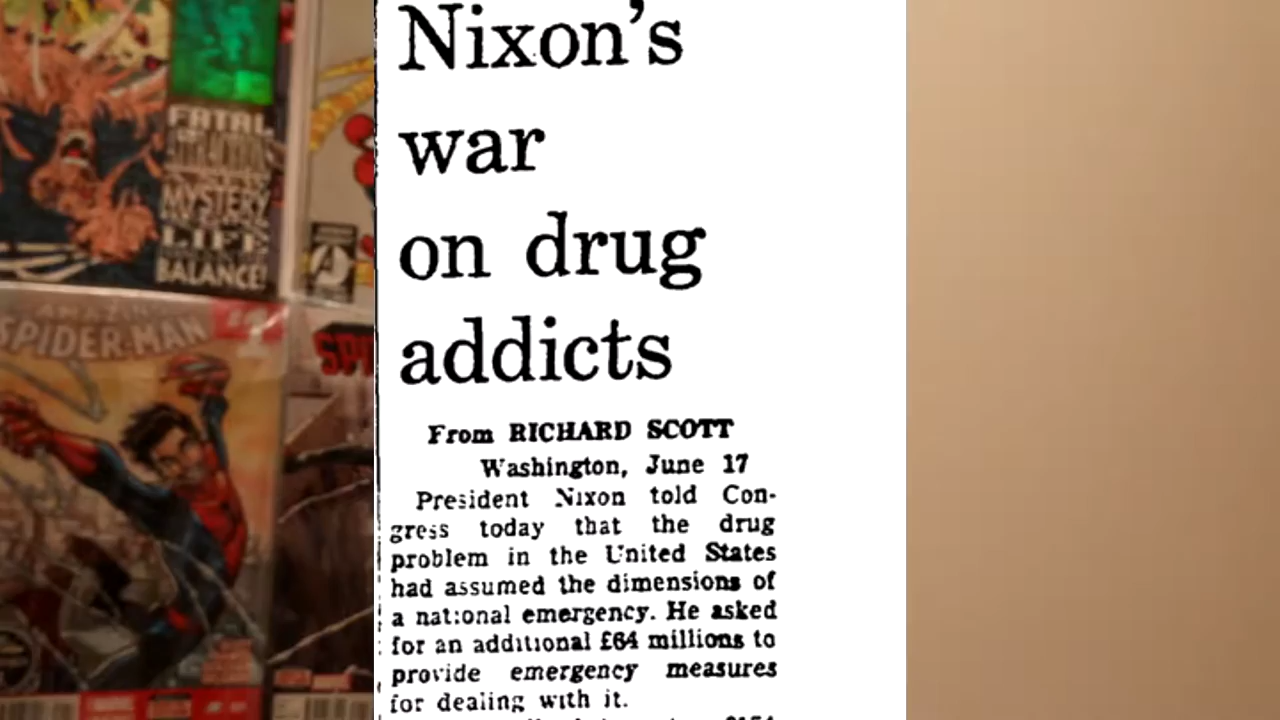 FATAL
MYSTERY
LIFE
BALANCE!
AMAZING
SPIDER-MAN
Nixon's
war
on drug
addicts
From RICHARD SCOTT
Washington, June 17
President Nixon told Con-
gress today that the drug
problem in the United States
had assumed the dimensions of
a national emergency. He asked
for an additional £64 millions to
provide emergency measures
for dealing with it.